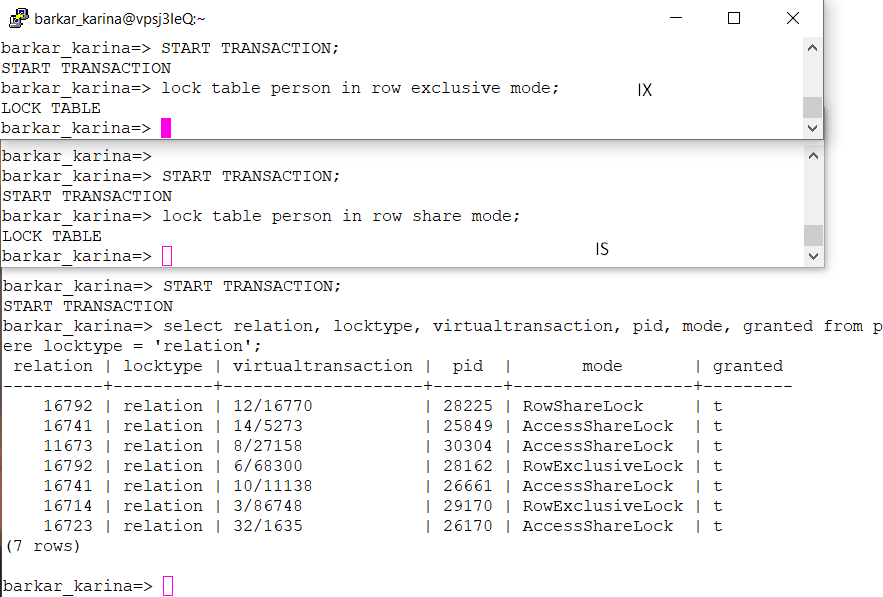 barkar_karina@vpsj3leQ:~
barkar_karina=> START TRANSACTION;
START TRANSACTION
barkar_karina=> lock table person in row exclusive mode; IX
LOCK TABLE
barkar_karina=>
barkar_karina=>
barkar_karina=> START TRANSACTION;
START TRANSACTION
barkar_karina=> lock table person in row share mode;
LOCK TABLE
IS
barkar_karina=>
barkar_karina=> START TRANSACTION;
START TRANSACTION
barkar_karina=> select relation, locktype, virtualtransaction, pid, mode, granted from p
ere locktype = 'relation';
relation | locktype | virtualtransaction | pid | mode | granted
----------+----------+--------------------+-------+------------------+---------
16792 | relation | 12/16770 | 28225 | RowShareLock | t
16741 | relation | 14/5273 | 25849 | AccessShareLock | t
11673 | relation | 8/27158 | 30304 | AccessShareLock | t
16792 | relation | 6/68300 | 28162 | RowExclusiveLock | t
16741 | relation | 10/11138 | 26661 | AccessShareLock | t
16714 | relation | 3/86748 | 29170 | RowExclusiveLock | t
16723 | relation | 32/1635 | 26170 | AccessShareLock | t
(7 rows)
barkar_karina=>